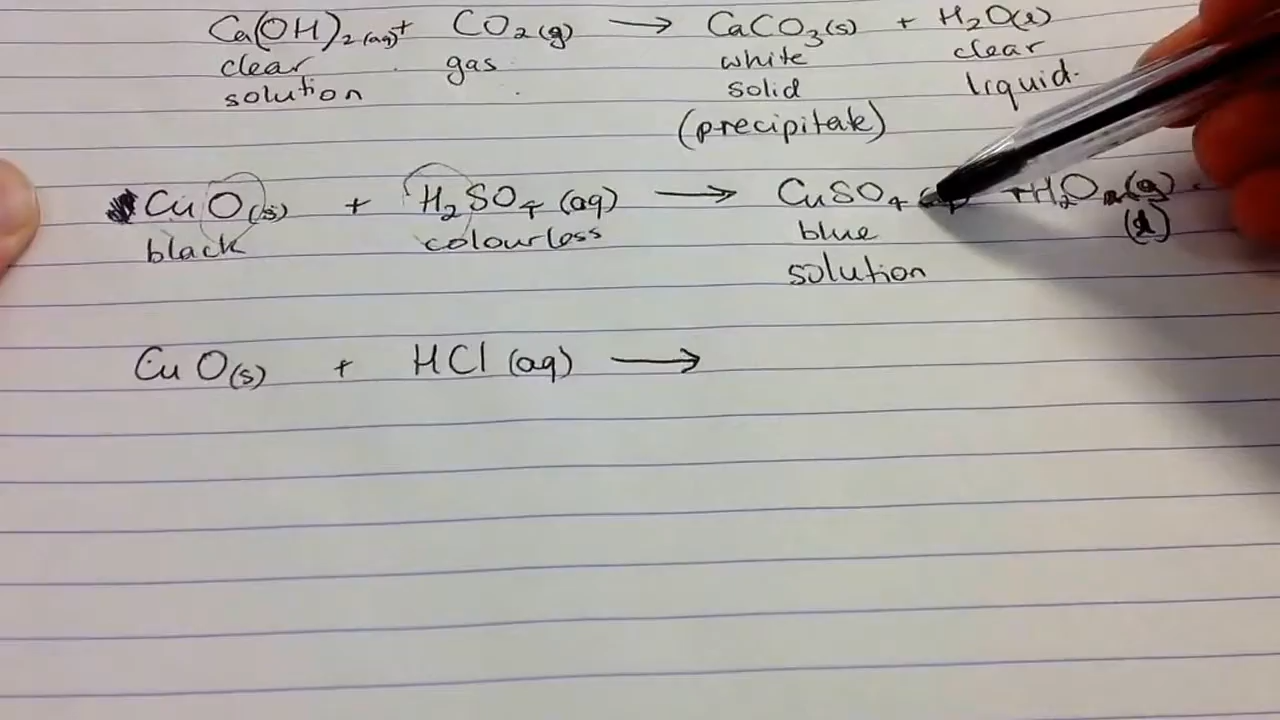 Ca(OH)₂(aq) + CO₂(g) → CaCO₃(s) + H₂O(l)
clear gas white clear
solution solid liquid.
(precipitate)
CuO(s) + H₂SO₄ (aq) → CuSO₄ + H₂O (g)
black colourless blue (l)
solution
CuO(s) + HCl (aq) →